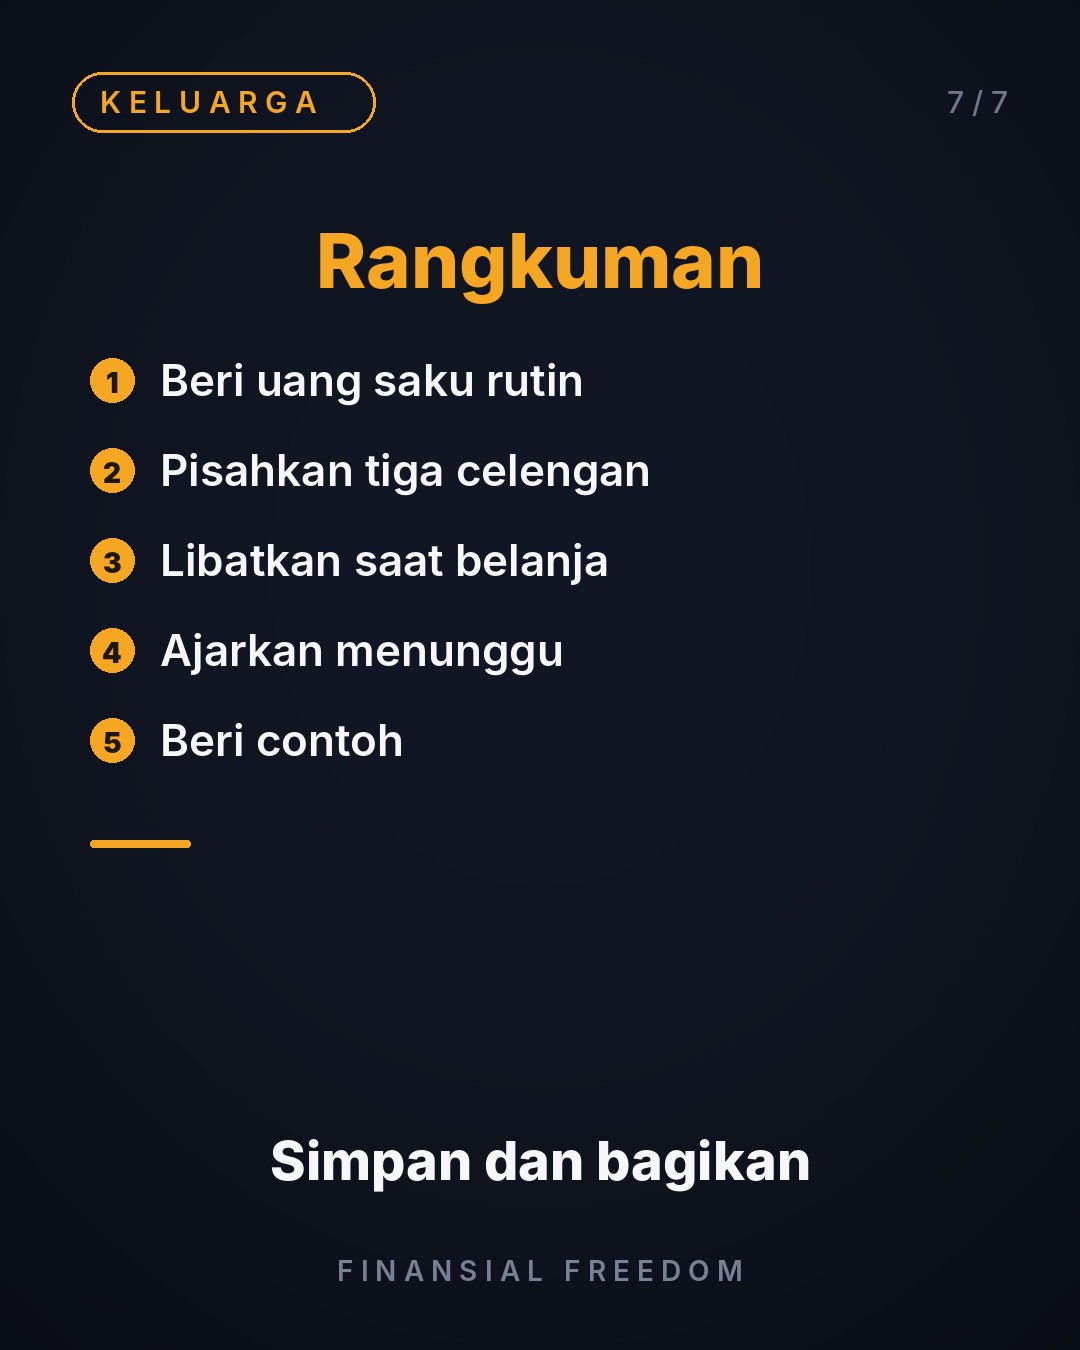 KELUARGA
7/7
Rangkuman
1 Beri uang saku rutin
2 Pisahkan tiga celengan
3 Libatkan saat belanja
4 Ajarkan menunggu
5 Beri contoh
Simpan dan bagikan
FINANSIAL FREEDOM